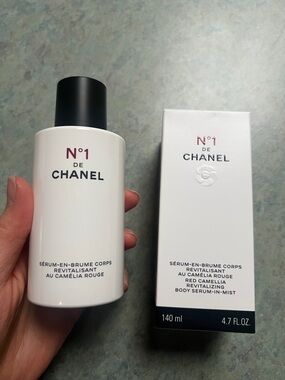 N°1
DE
CHANEL
SÉRUM-EN-BRUME CORPS
REVITALISANT
AU CAMÉLIA ROUGE
N°1
DE
CHANEL
SÉRUM-EN-BRUME CORPS
REVITALISANT
AU CAMÉLIA ROUGE
RED CAMELLIA
REVITALIZING
BODY SERUM-IN-MIST
140 ml 4.7 FL.OZ.